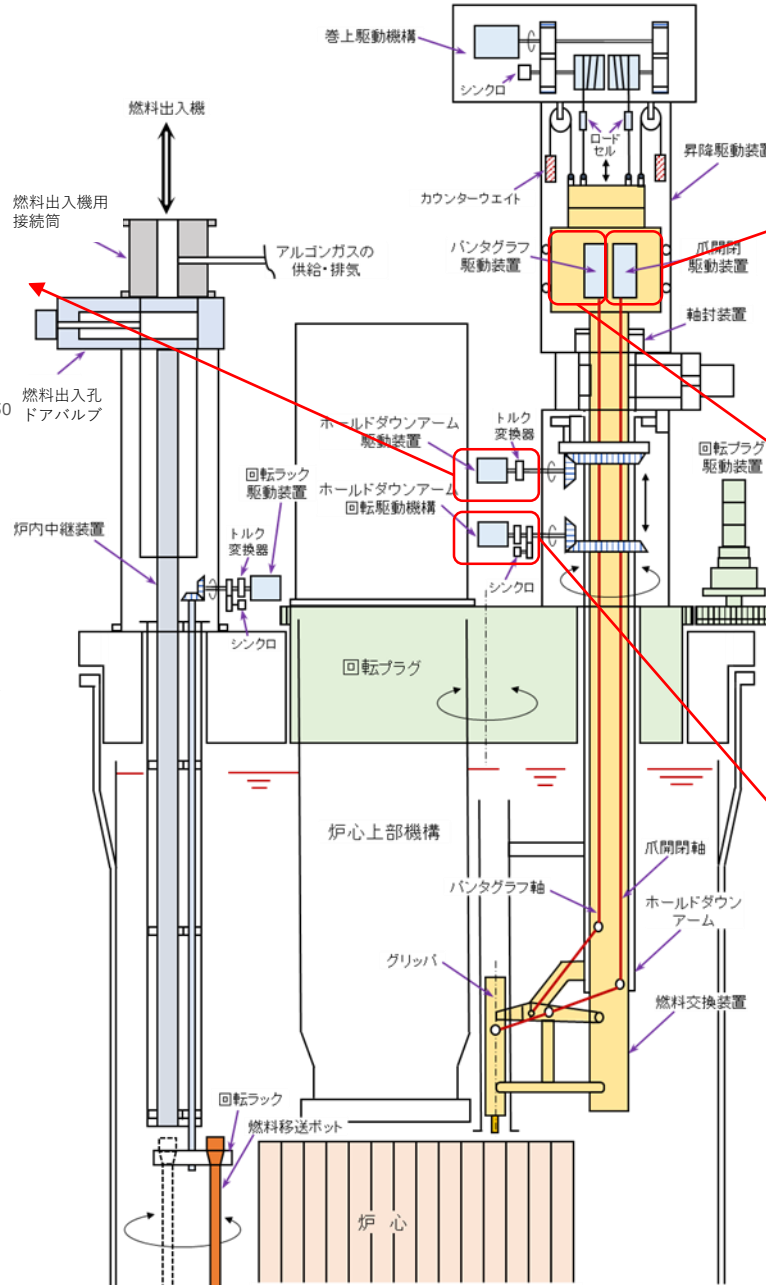 巻上駆動機構
シンクロ
ロード
セル
昇降駆動装置
カウンターウエイト
燃料出入機
燃料出入機用
接続筒
アルゴンガスの
供給・排気
パンタグラフ
駆動装置
爪開閉
駆動装置
軸封装置
燃料出入孔
ドアバルブ
ホールドダウンアーム
駆動装置
トルク
変換器
回転プラグ
駆動装置
回転ラック
駆動装置
ホールドダウンアーム
回転駆動機構
炉内中継装置
トルク
変換器
シンクロ
シンクロ
回転プラグ
炉心上部機構
爪開閉軸
パンタグラフ軸
ホールドダウン
アーム
グリッパ
燃料交換装置
回転ラック
燃料移送ポット
炉 心